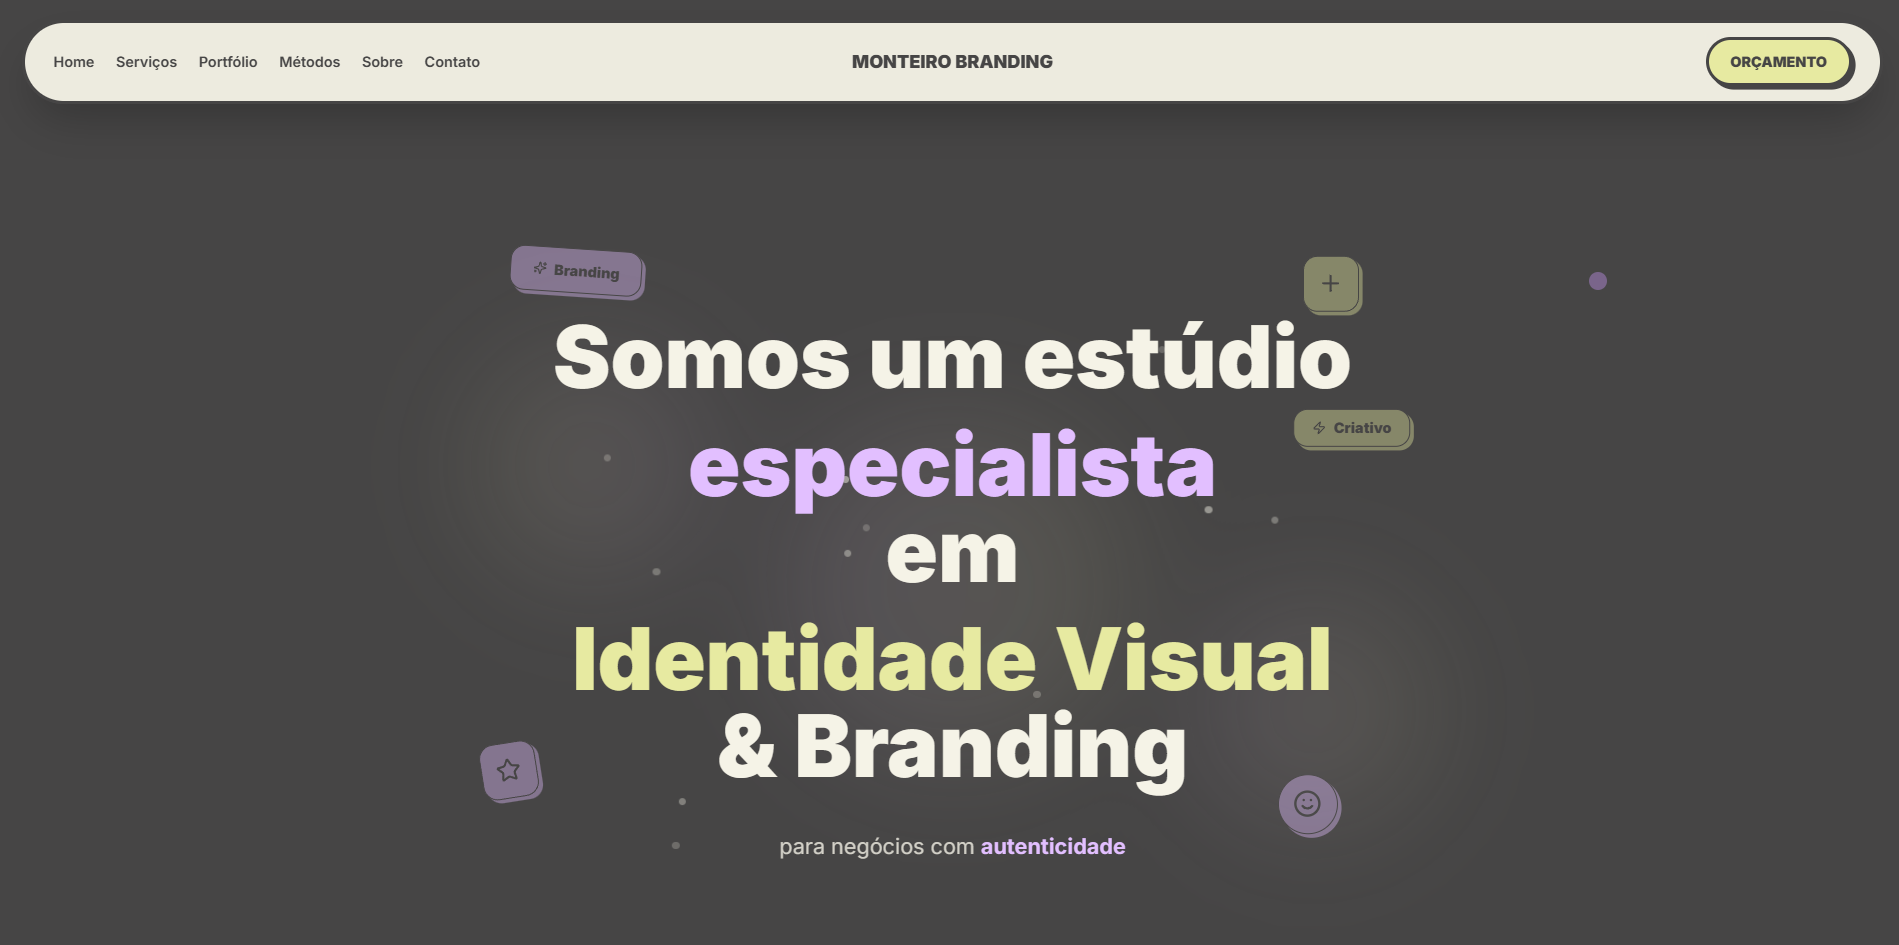 Home Serviços Portfólio Métodos Sobre Contato MONTEIRO BRANDING ORÇAMENTO
Branding
Somos um estúdio
Criativo
especialista
em
Identidade Visual
& Branding
para negócios com autenticidade